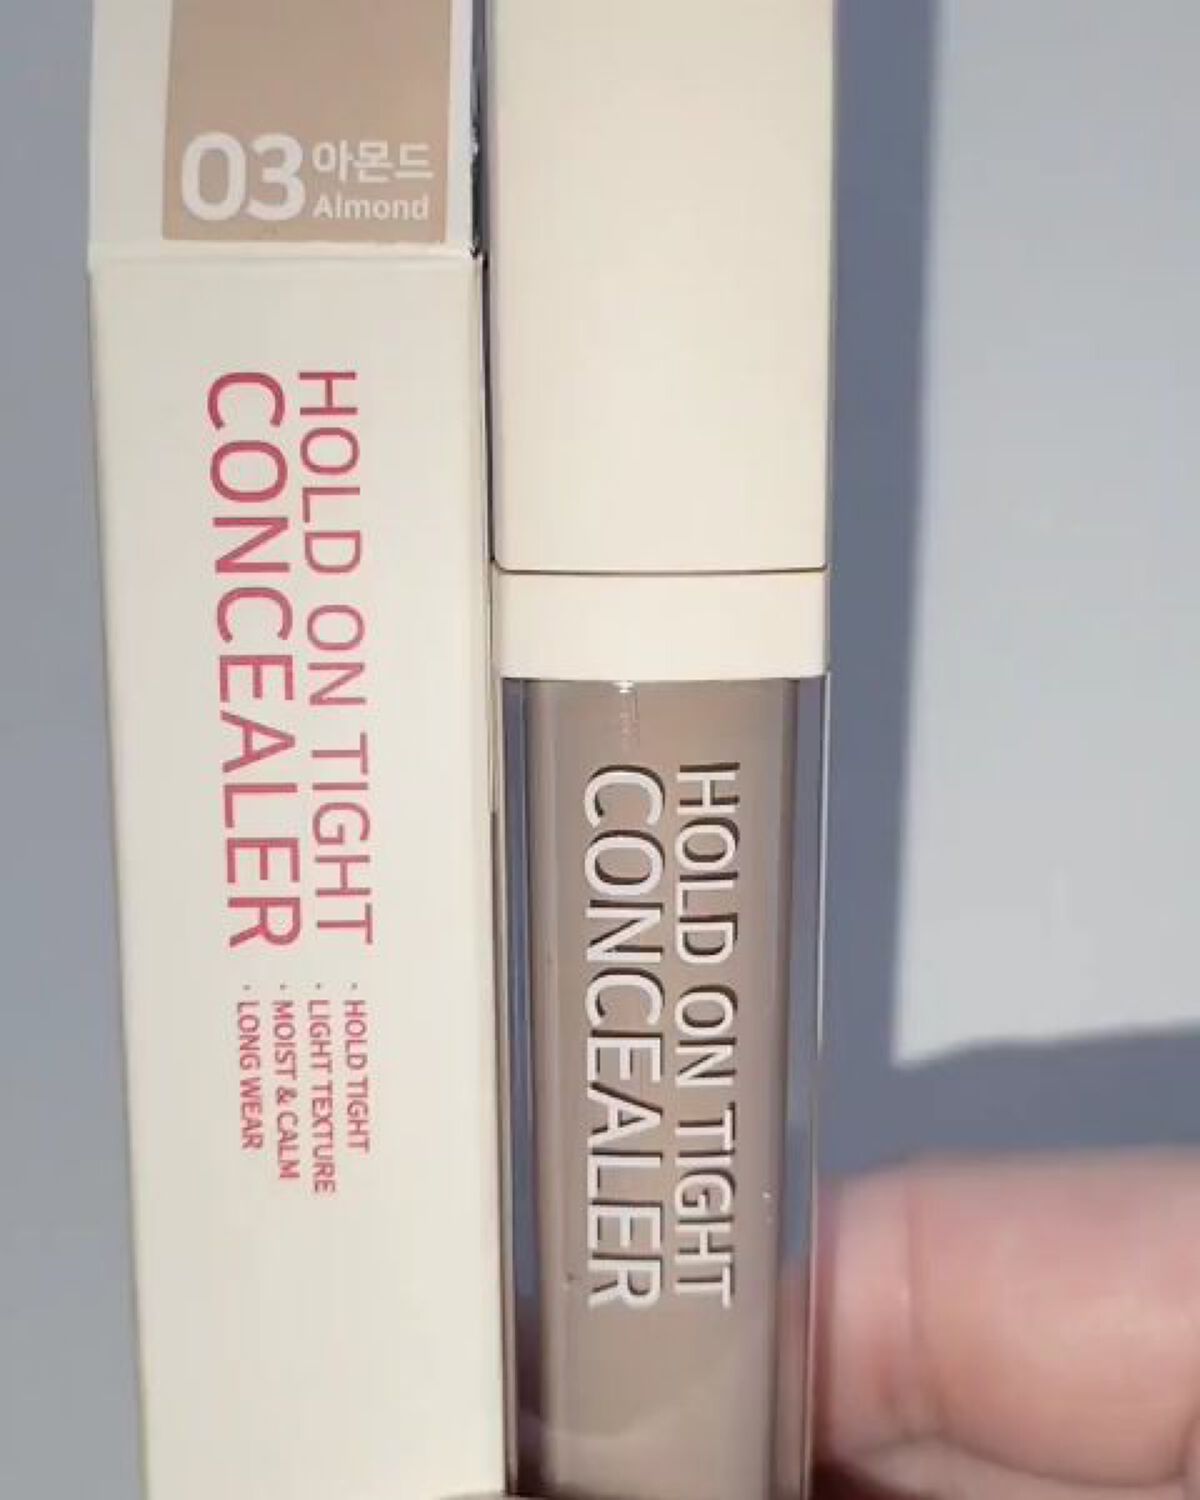 03 아몬드
Almond
HOLD ON TIGHT
CONCEALER
· HOLD TIGHT
· LIGHT TEXTURE
· MOIST & CALM
· LONG WEAR
HOLD ON TIGHT
CONCEALER